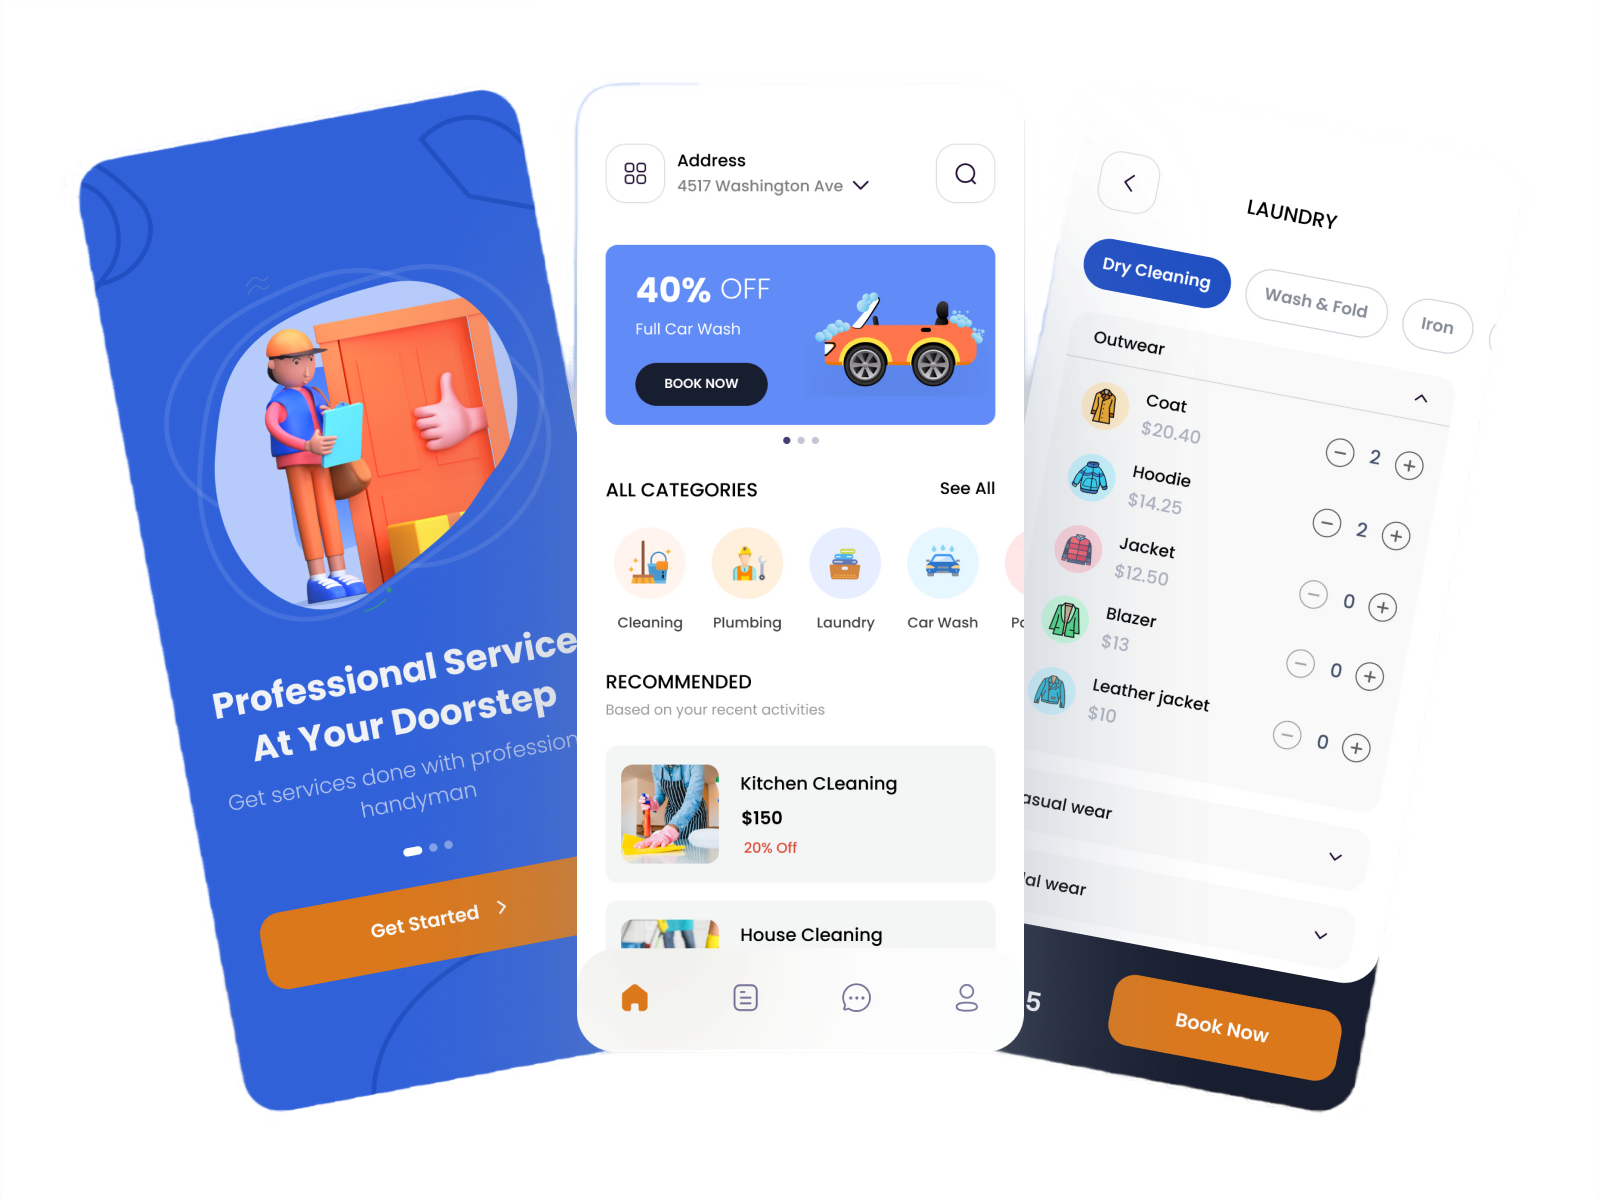 Professional Service
At Your Doorstep
Get services done with profession
handyman
Get Started
Address
4517 Washington Ave
40% OFF
Full Car Wash
BOOK NOW
ALL CATEGORIES
See All
Cleaning
Plumbing
Laundry
Car Wash
RECOMMENDED
Based on your recent activities
Kitchen CLeaning
$150
20% Off
House Cleaning
LAUNDRY
Dry Cleaning
Wash & Fold
Iron
Outwear
Coat
$20.40
2
Hoodie
$14.25
2
Jacket
$12.50
0
Blazer
$13
0
Leather jacket
$10
0
asual wear
al wear
5
Book Now